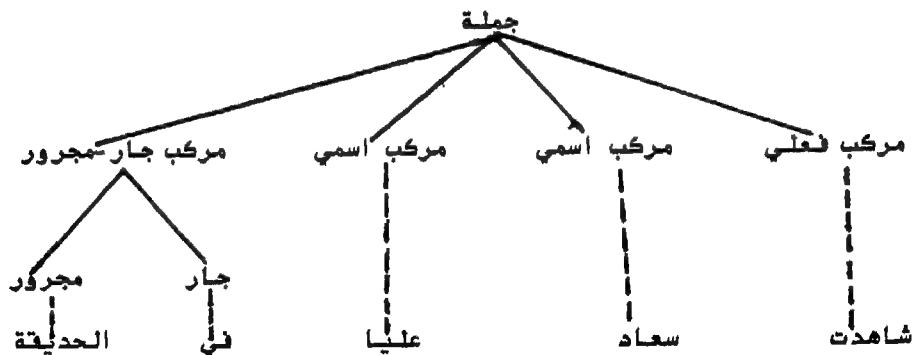 جملة
مركب فعلي مركب اسمي مركب اسمي مركب جار-مجرور
جار مجرور
شاهدت سعاد عليا في الحديقة